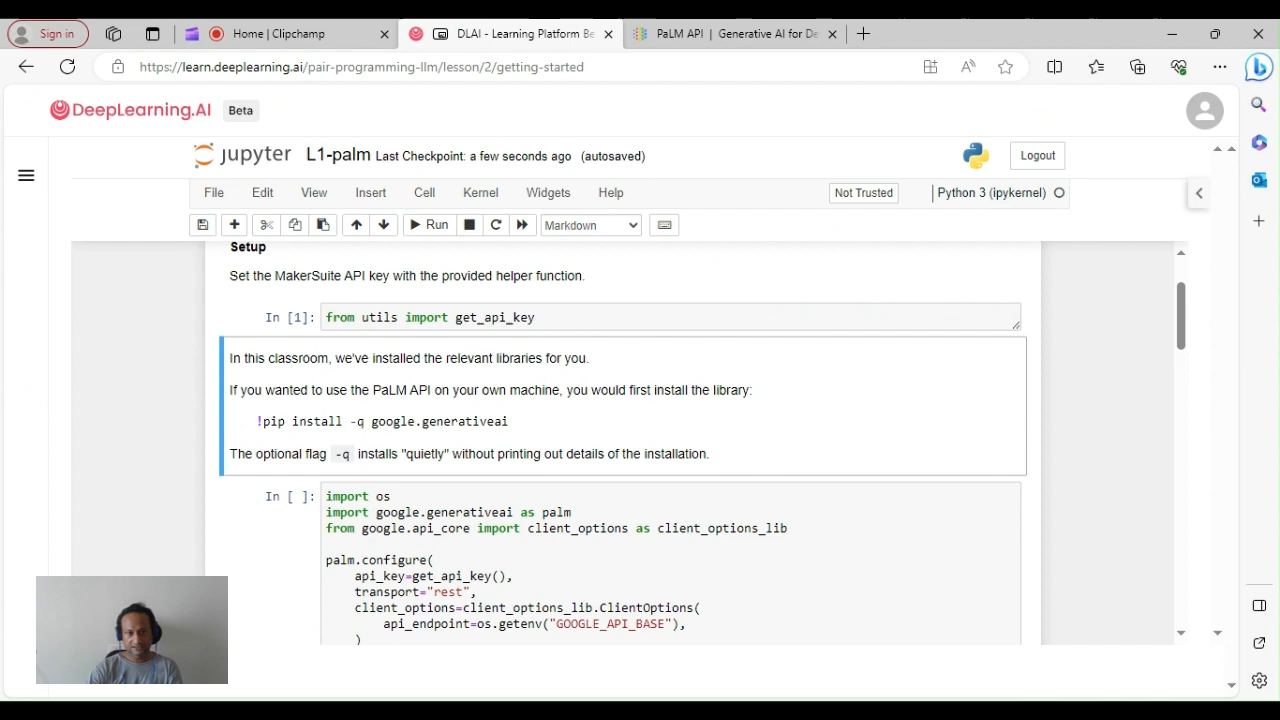 Sign in
Home | Clipchamp
DLAI - Learning Platform Be
PaLM API | Generative AI for De
https://learn.deeplearning.ai/pair-programming-llm/lesson/2/getting-started
DeepLearning.AI Beta
jupyter L1-palm Last Checkpoint: a few seconds ago (autosaved)
Logout
File Edit View Insert Cell Kernel Widgets Help
Not Trusted
Python 3 (ipykernel)
Run
Markdown
Setup
Set the MakerSuite API key with the provided helper function.
In [1]: from utils import get_api_key
In this classroom, we've installed the relevant libraries for you.
If you wanted to use the PaLM API on your own machine, you would first install the library:
!pip install -q google.generativeai
The optional flag -q installs "quietly" without printing out details of the installation.
In [ ]: import os
import google.generativeai as palm
from google.api_core import client_options as client_options_lib
palm.configure(
api_key=get_api_key(),
transport="rest",
client_options=client_options_lib.ClientOptions(
api_endpoint=os.getenv("GOOGLE_API_BASE"),
)